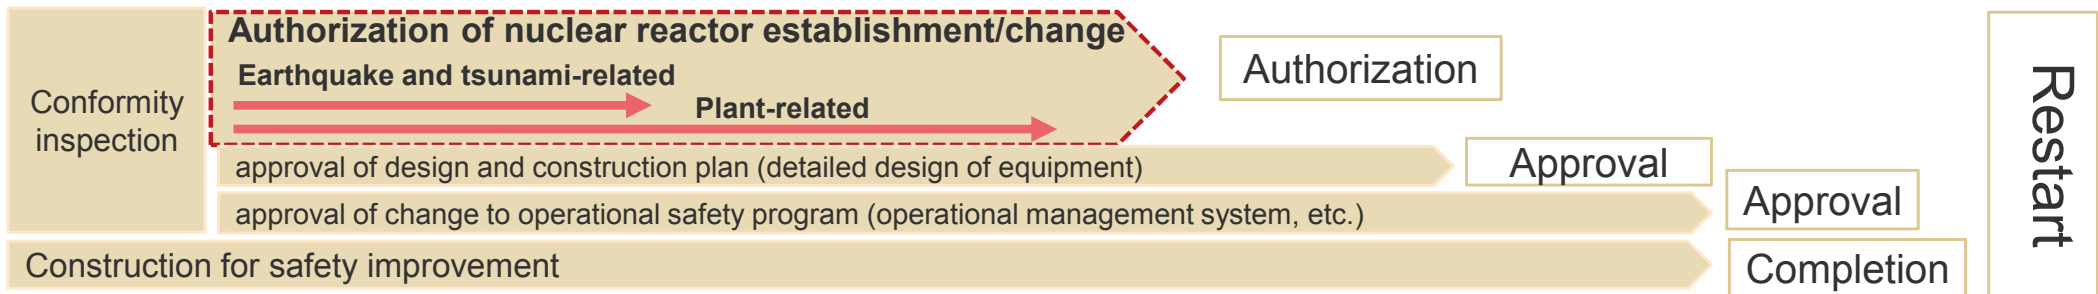 Conformity
inspection
Authorization of nuclear reactor establishment/change
Earthquake and tsunami-related
Plant-related
Authorization
approval of design and construction plan (detailed design of equipment)
Approval
approval of change to operational safety program (operational management system, etc.)
Approval
Construction for safety improvement
Completion
Restart